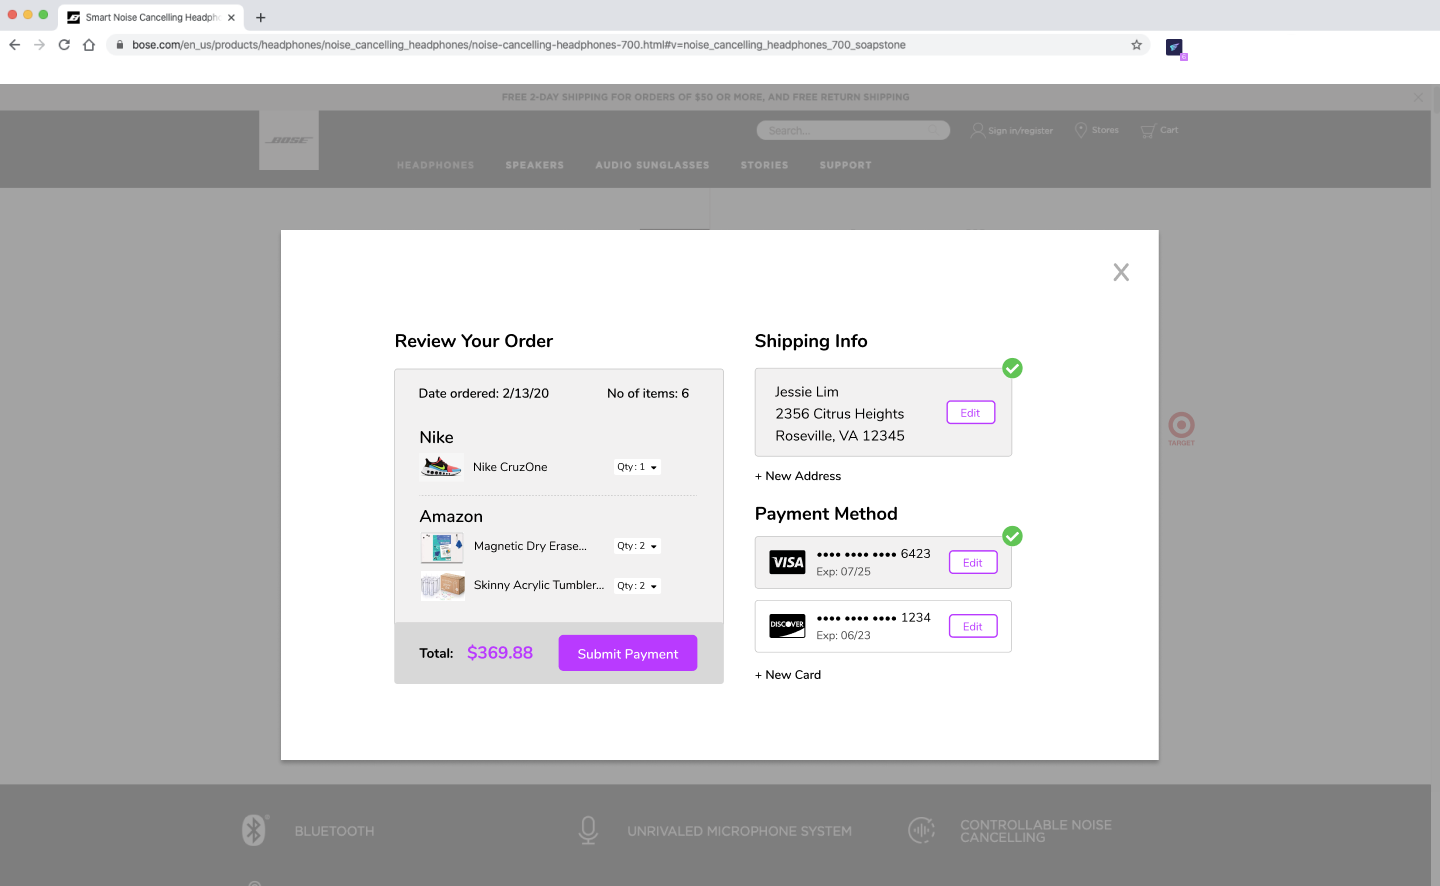 Smart Noise Cancelling Headph
bose.com/en_us/products/headphones/noise_cancelling_headphones/noise-cancelling-headphones-700.html#v=noise_cancelling_headphones_700_soapstone
FREE 2-DAY SHIPPING FOR ORDERS OF $50 OR MORE, AND FREE RETURN SHIPPING
BOSE
Search...
Sign in/register
Stores
Cart
HEADPHONES
SPEAKERS
AUDIO SUNGLASSES
STORIES
SUPPORT
X
Review Your Order
Date ordered: 2/13/20
No of items: 6
Nike
Nike CruzOne
Qty: 1
Amazon
Magnetic Dry Erase...
Qty: 2
Skinny Acrylic Tumbler...
Qty: 2
Total: $369.88
Submit Payment
Shipping Info
Jessie Lim
2356 Citrus Heights
Roseville, VA 12345
Edit
+ New Address
Payment Method
VISA
•••• •••• •••• 6423
Exp: 07/25
Edit
DISCOVER
•••• •••• •••• 1234
Exp: 06/23
Edit
+ New Card
TARGET
BLUETOOTH
UNRIVALED MICROPHONE SYSTEM
CONTROLLABLE NOISE
CANCELLING